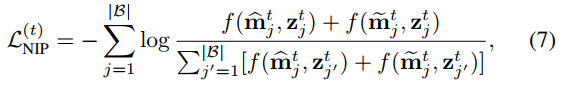 $\mathcal{L}_{\text{NIP}}^{(t)} = -\sum_{j=1}^{|\mathcal{B}|} \log \frac{f(\widehat{\mathbf{m}}_j^t, \mathbf{z}_j^t) + f(\widetilde{\mathbf{m}}_j^t, \mathbf{z}_j^t)}{\sum_{j'=1}^{|\mathcal{B}|} [f(\widehat{\mathbf{m}}_j^t, \mathbf{z}_{j'}^t) + f(\widetilde{\mathbf{m}}_j^t, \mathbf{z}_{j'}^t)]}, \quad (7)$